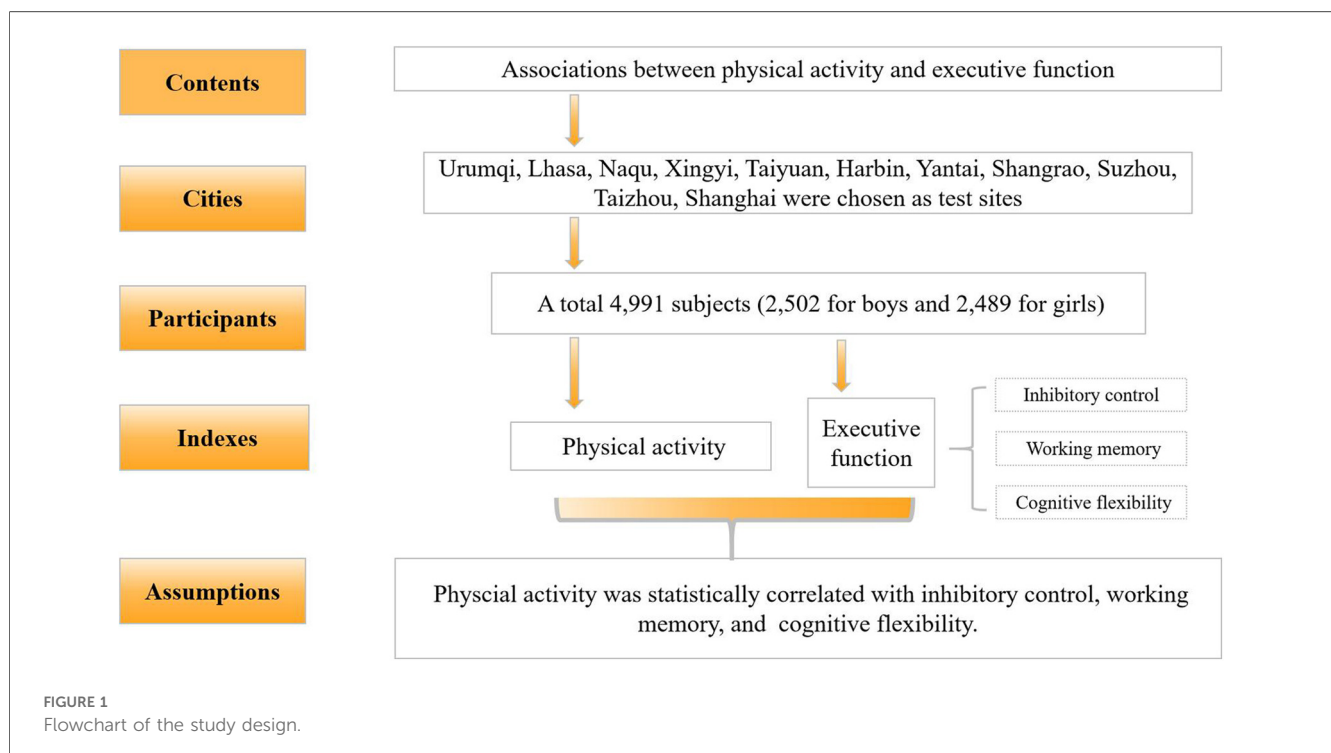 Contents
Associations between physical activity and executive function
Cities
Urumqi, Lhasa, Naqu, Xingyi, Taiyuan, Harbin, Yantai, Shangrao, Suzhou,
Taizhou, Shanghai were chosen as test sites
Participants
A total 4,991 subjects (2,502 for boys and 2,489 for girls)
Indexes
Physical activity
Executive
function
Inhibitory control
Working memory
Cognitive flexibility
Assumptions
Physcial activity was statistically correlated with inhibitory control, working
memory, and cognitive flexibility.
FIGURE 1
Flowchart of the study design.